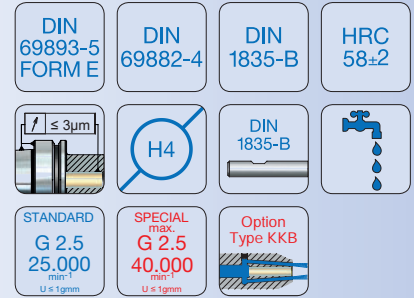 DIN
69893-5
FORM E
DIN
69882-4
DIN
1835-B
HRC
58±2
≤ 3µm
H4
DIN
1835-B
STANDARD
G 2.5
25.000
min-1
U ≤ 1gmm
SPECIAL
max.
G 2.5
40.000
min-1
U ≤ 1gmm
Option
Type KKB